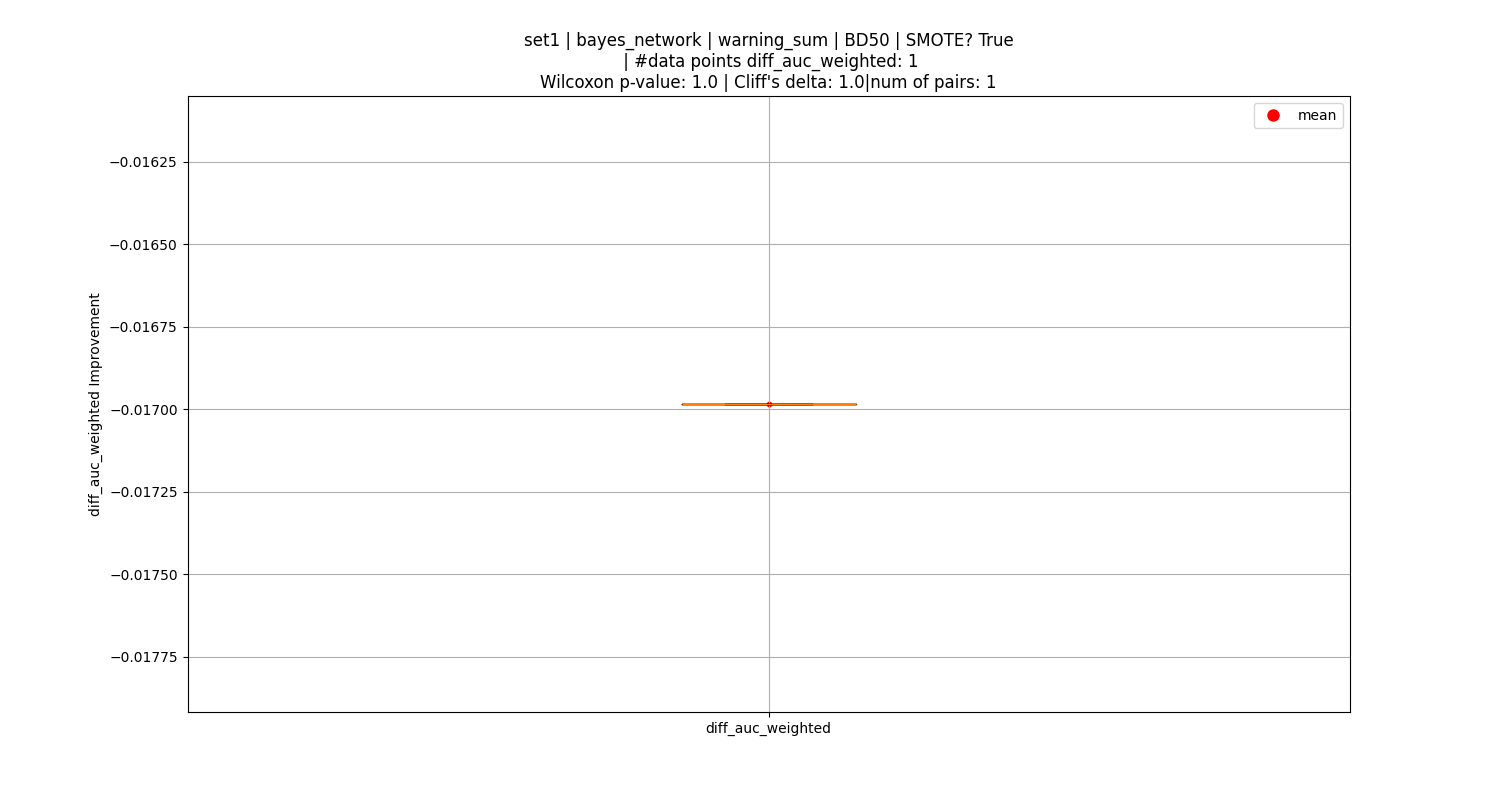 set1 | bayes_network | warning_sum | BD50 | SMOTE? True
| #data points diff_auc_weighted: 1
Wilcoxon p-value: 1.0 | Cliff's delta: 1.0|num of pairs: 1
mean
−0.01625
−0.01650
−0.01675
−0.01700
−0.01725
−0.01750
−0.01775
diff_auc_weighted Improvement
diff_auc_weighted